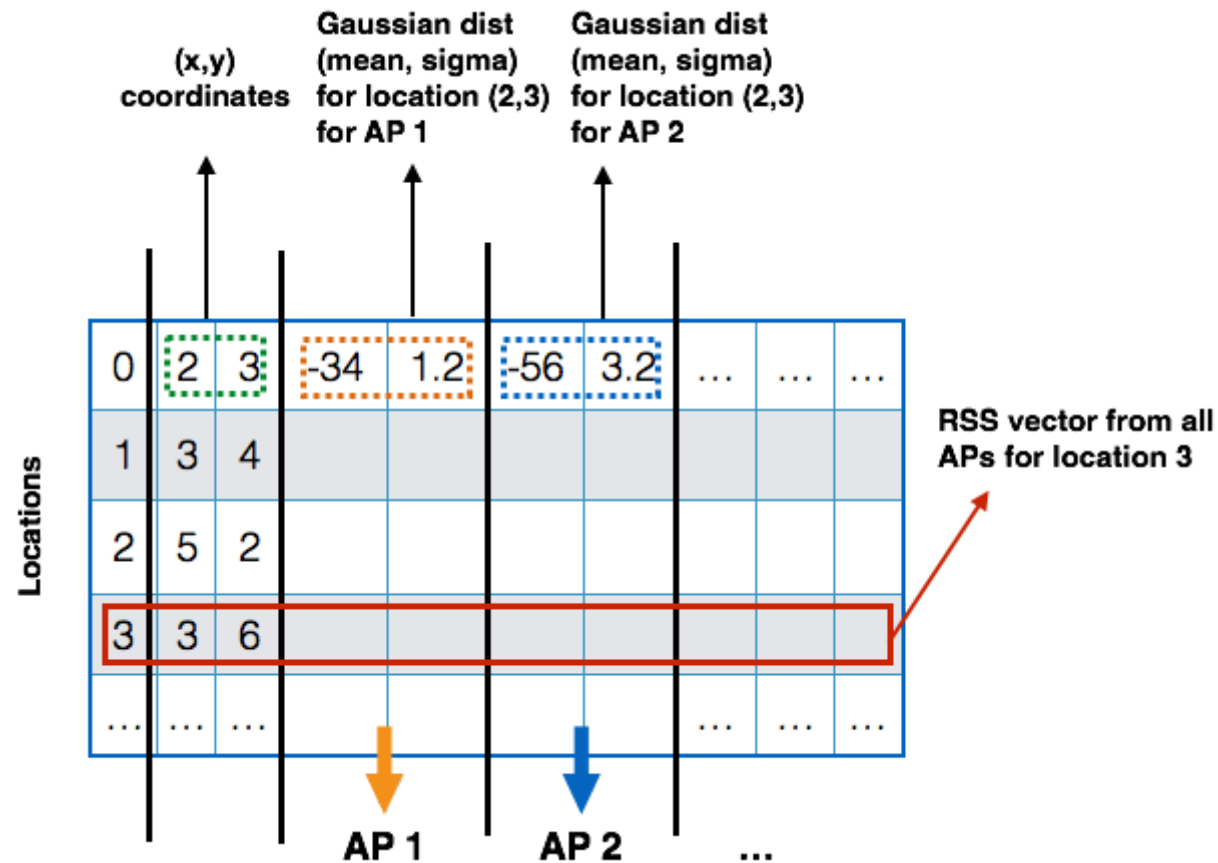 Gaussian dist
(mean, sigma)
for location (2,3)
for AP 1
Gaussian dist
(mean, sigma)
for location (2,3)
for AP 2
(x,y)
coordinates
0 2 3 -34 1.2 -56 3.2 ... ... ...
1 3 4
2 5 2
3 3 6
... ... ... ... ... ...
Locations
RSS vector from all
APs for location 3
AP 1
AP 2
...